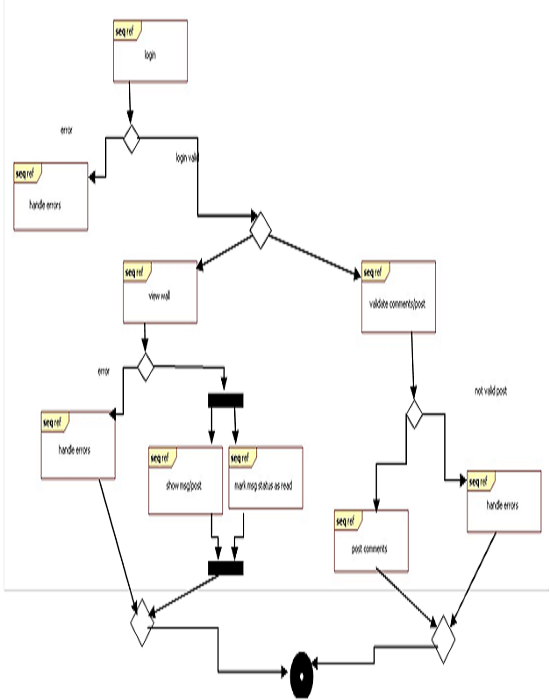 seq ref
login
error
login valid
seq ref
handle errors
seq ref
view wall
seq ref
validate comments/post
error
not valid post
seq ref
handle errors
seq ref
show msg/post
seq ref
mark msg status as read
seq ref
handle errors
seq ref
post comments